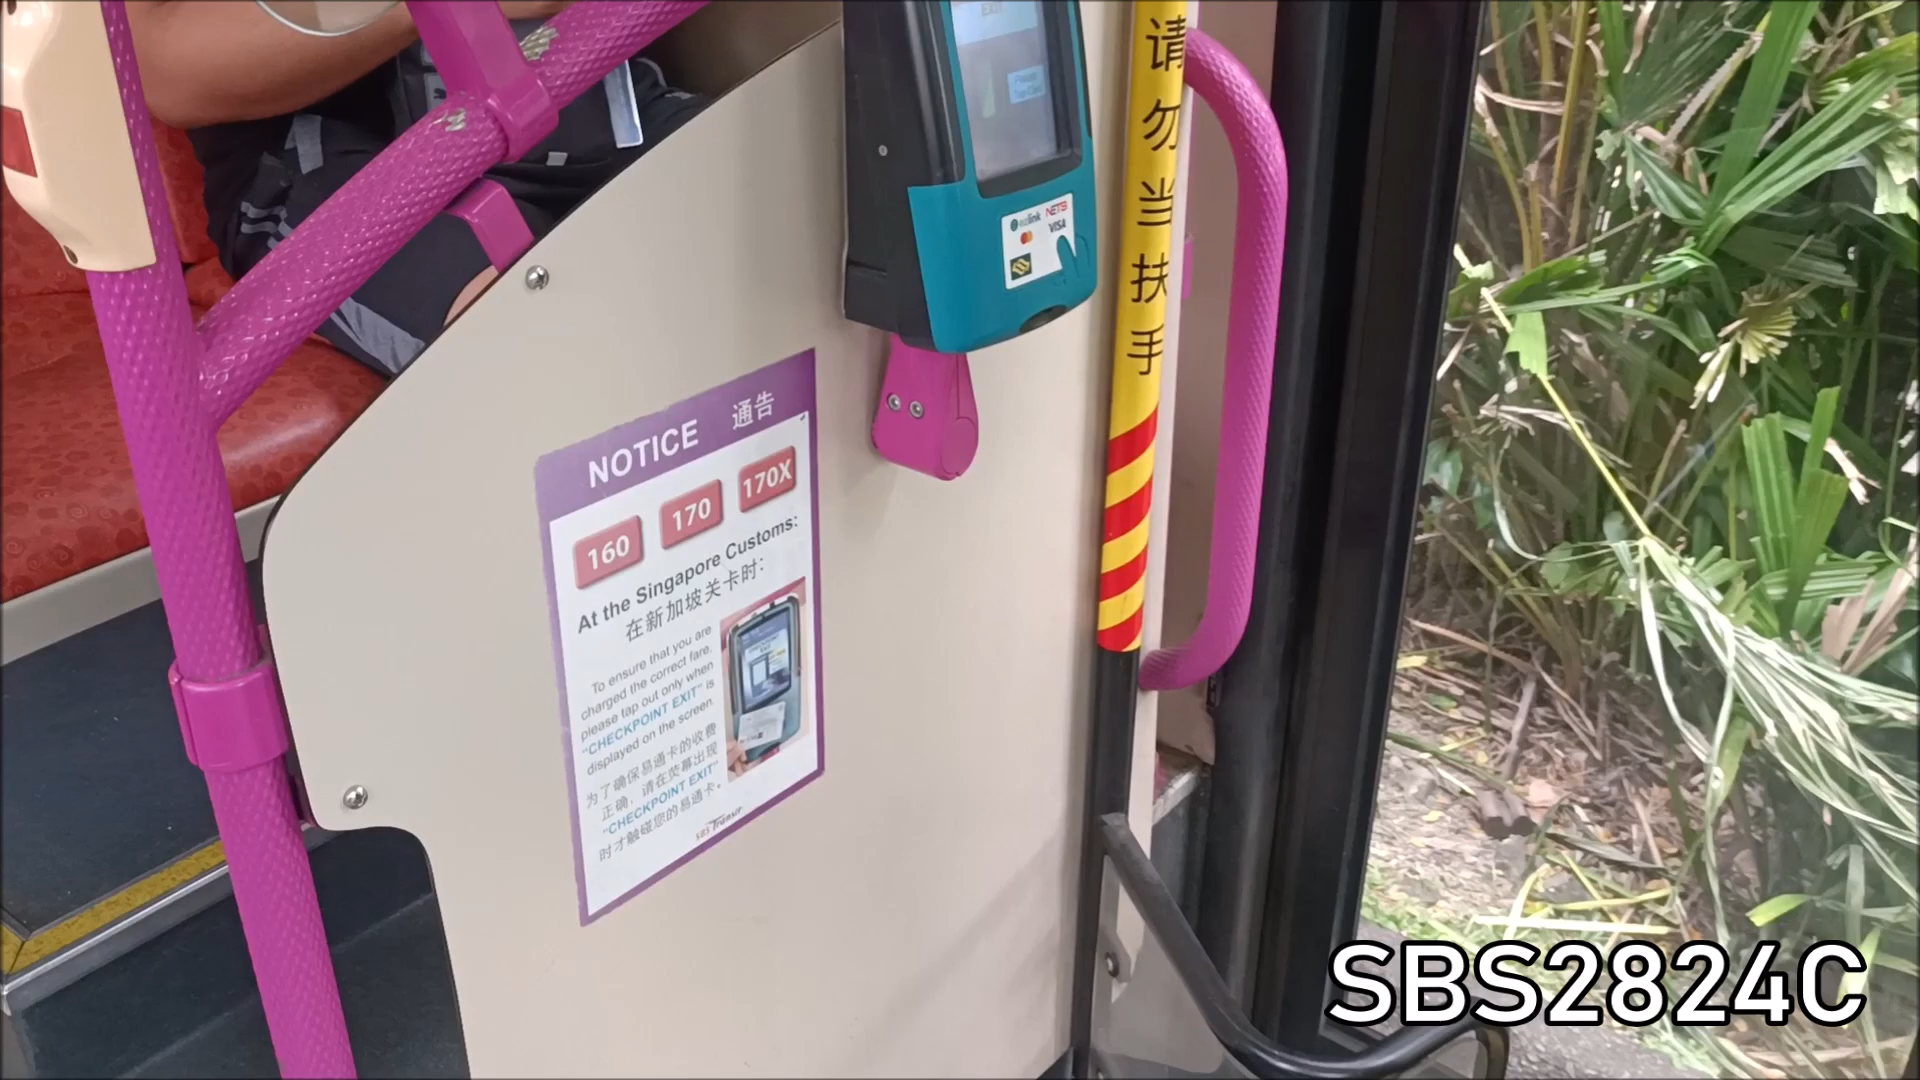 EXIT
ezlink NETS
VISA
请勿当扶手
NOTICE 通告
160 170 170X
At the Singapore Customs:
在新加坡关卡时:
To ensure that you are
charged the correct fare,
please tap out only when
"CHECKPOINT EXIT" is
displayed on the screen.
为了确保易通卡的收费
正确，请在荧幕出现
"CHECKPOINT EXIT"
时才触碰您的易通卡。
SBS Transit
SBS2824C